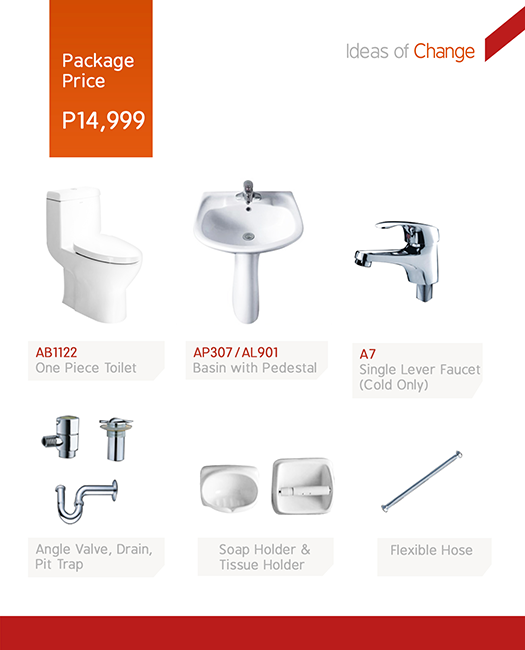 Package
Price
P14,999
Ideas of Change
AB1122
One Piece Toilet
AP307/AL901
Basin with Pedestal
A7
Single Lever Faucet
(Cold Only)
Angle Valve, Drain,
Pit Trap
Soap Holder &
Tissue Holder
Flexible Hose